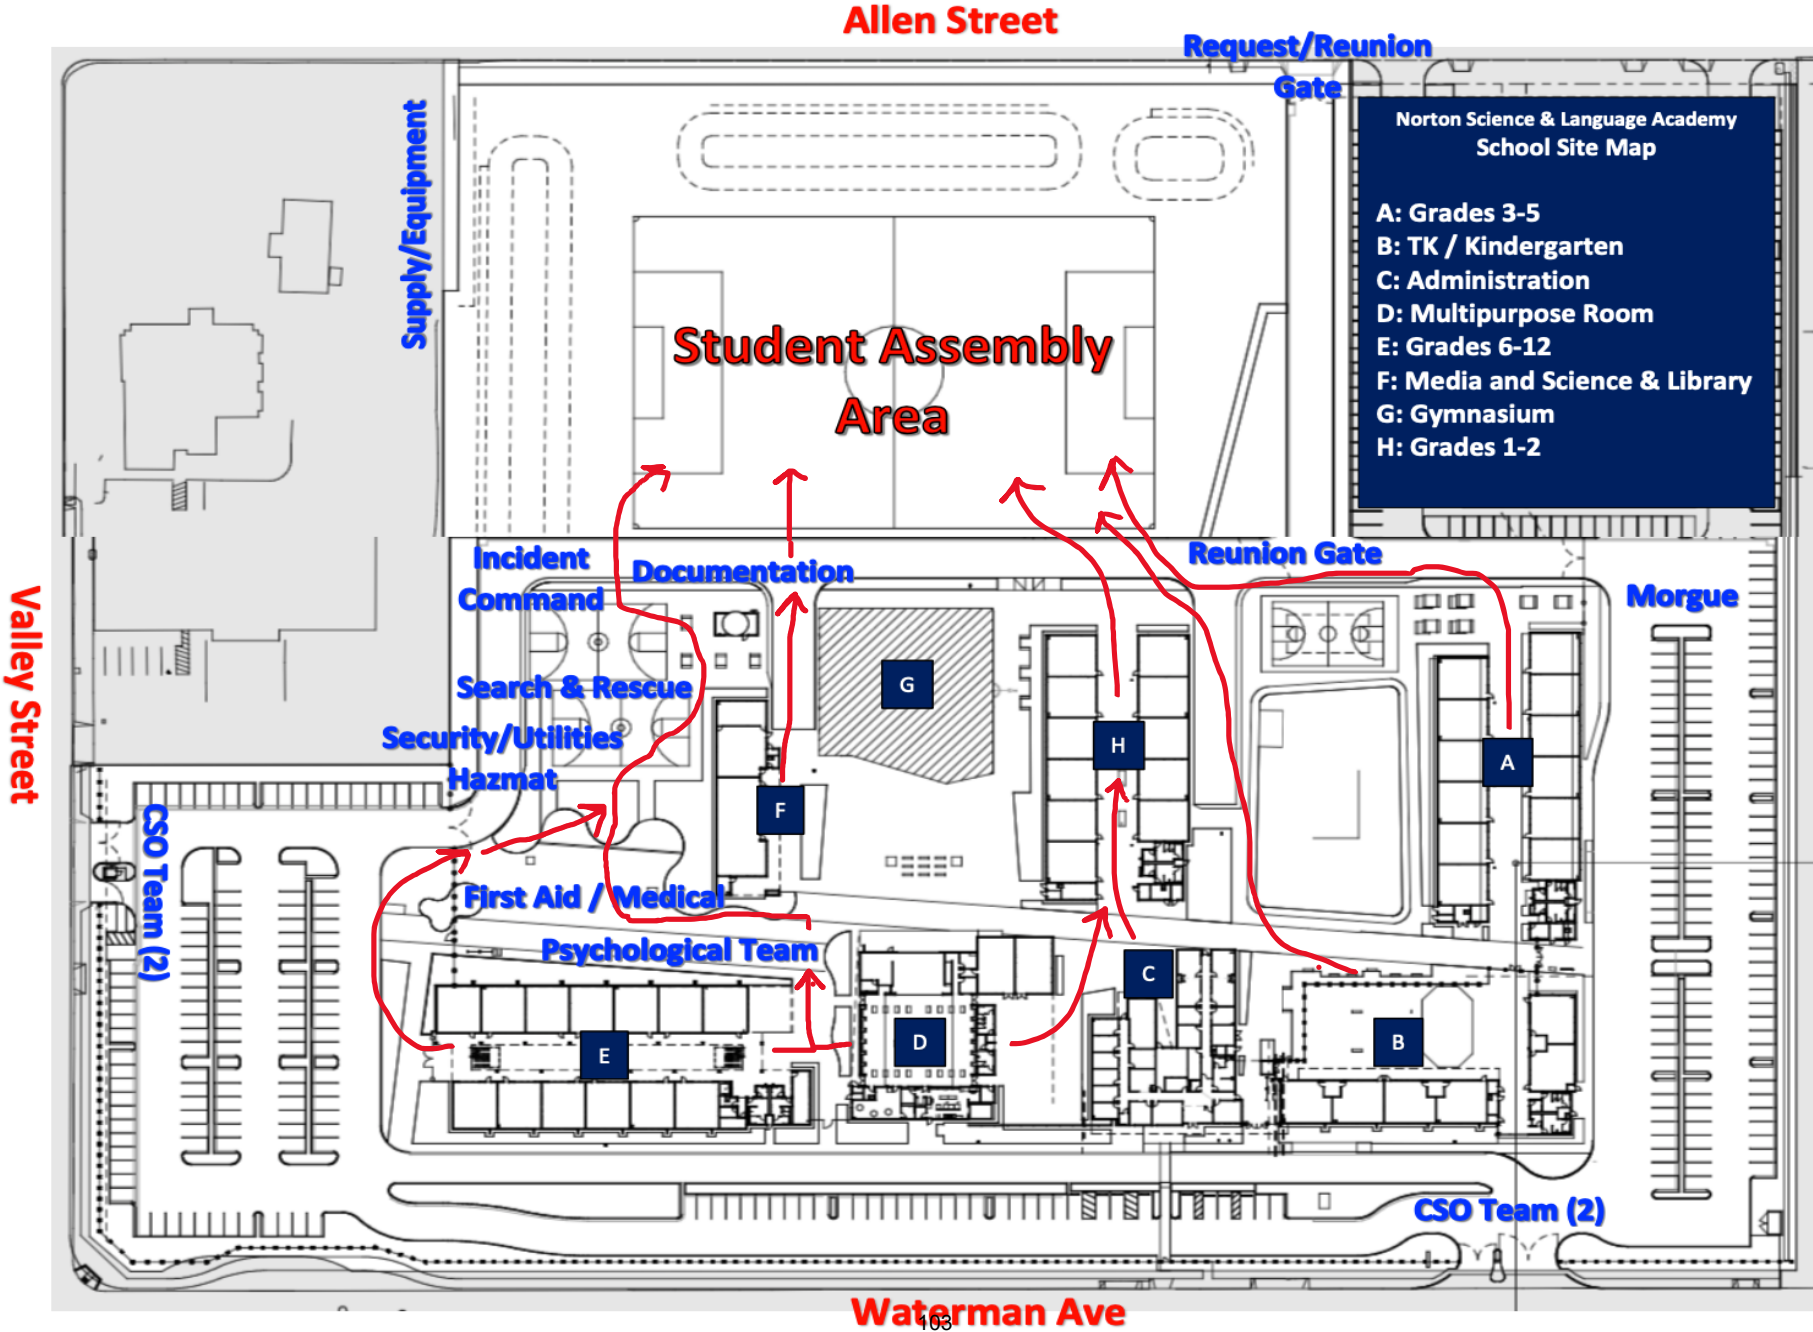 Allen Street
Request/Reunion
Gate
Norton Science & Language Academy
School Site Map
A: Grades 3-5
B: TK / Kindergarten
C: Administration
D: Multipurpose Room
E: Grades 6-12
F: Media and Science & Library
G: Gymnasium
H: Grades 1-2
Supply/Equipment
Student Assembly
Area
Incident
Command
Documentation
Reunion Gate
Morgue
Valley Street
Search & Rescue
Security/Utilities
Hazmat
G
H
A
F
CSO Team (2)
First Aid / Medical
Psychological Team
C
E
D
B
CSO Team (2)
Waterman Ave
103